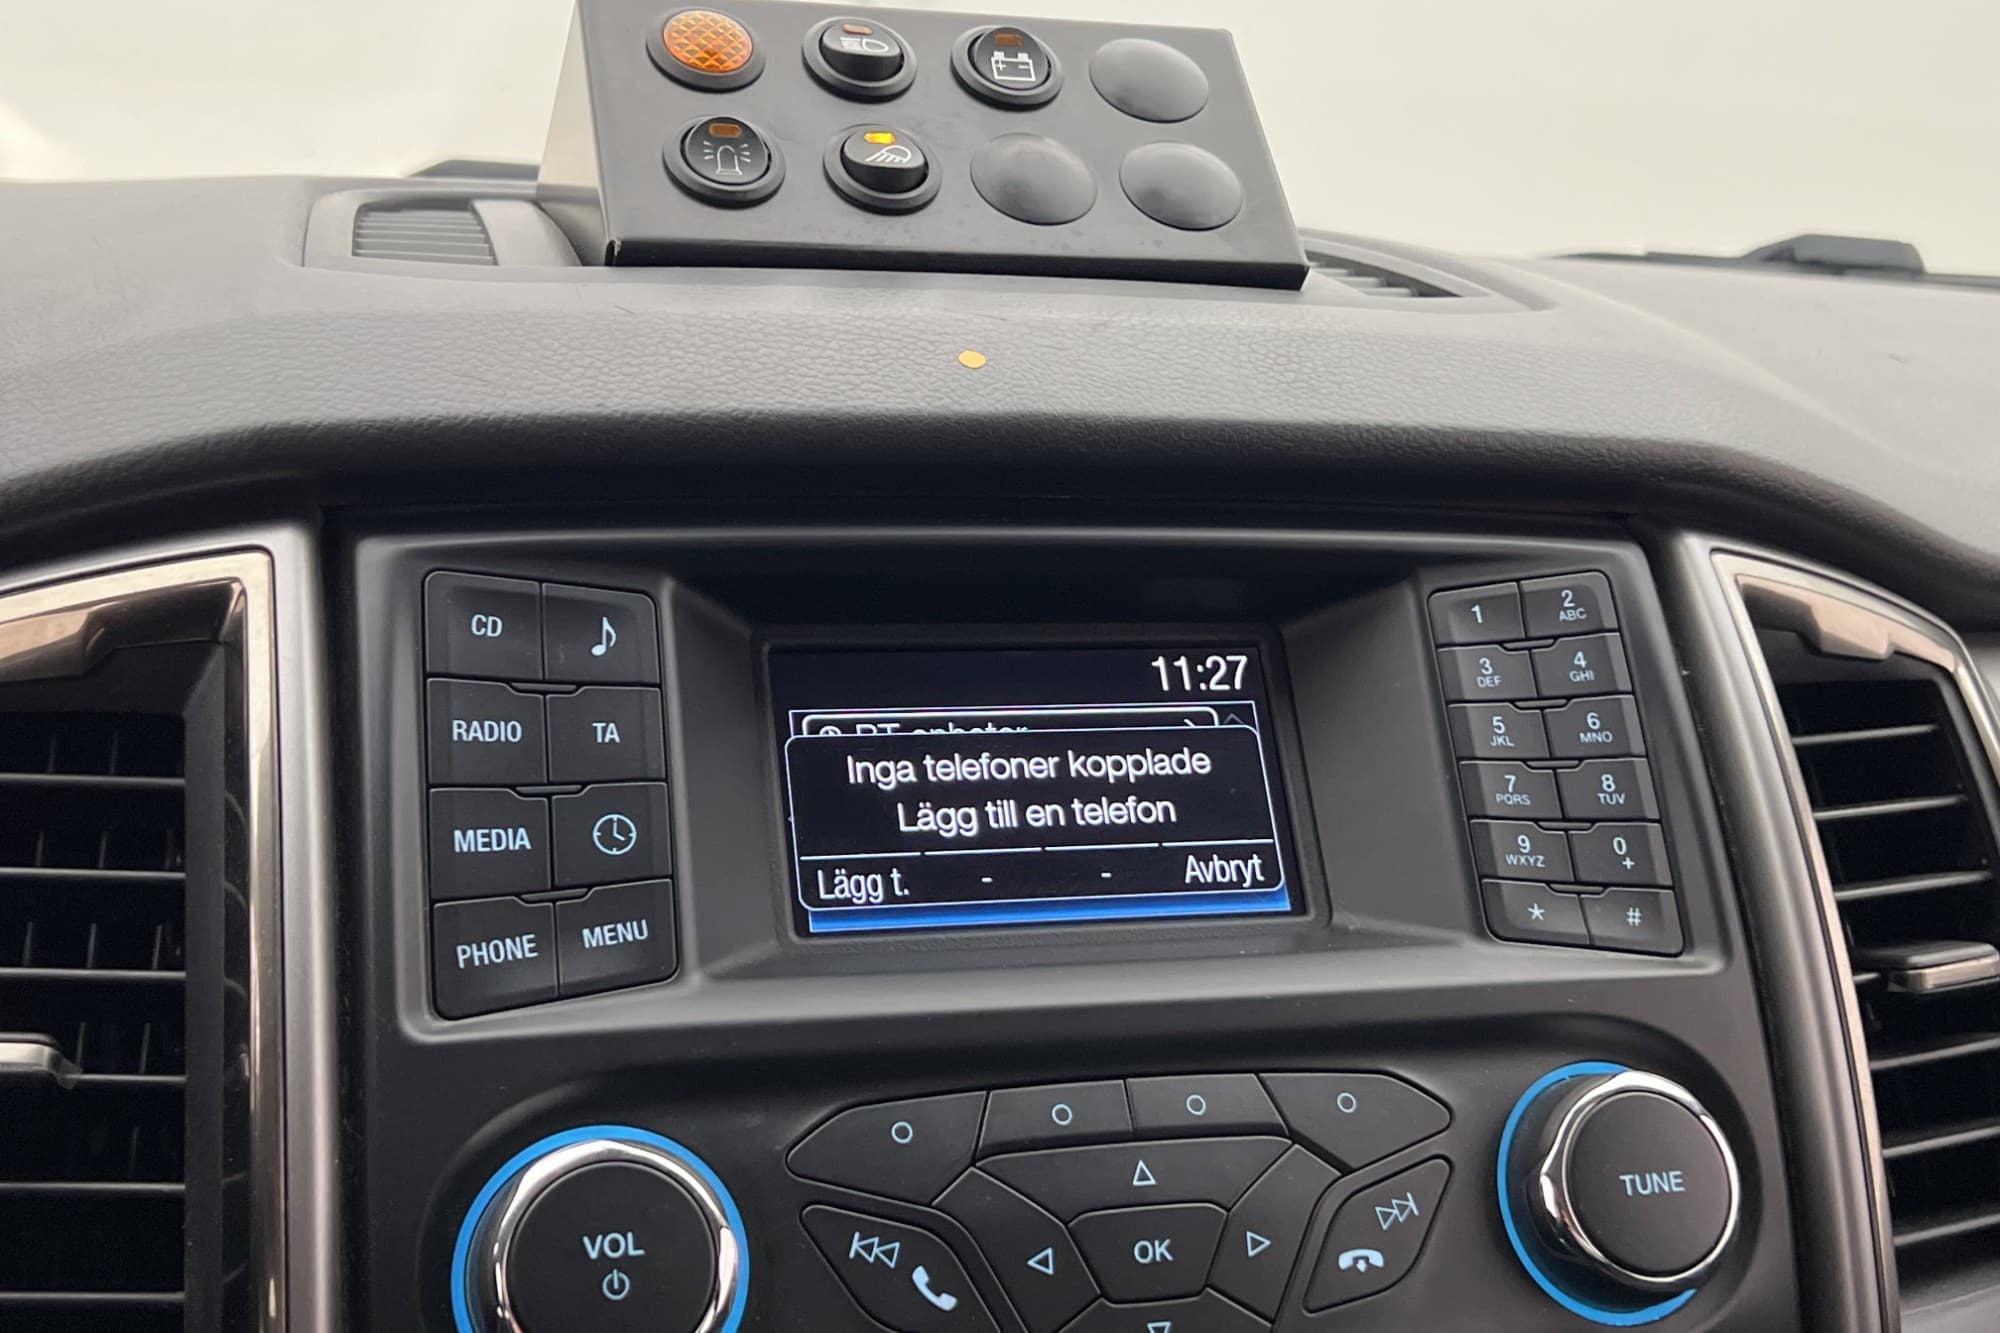 CD
RADIO TA
MEDIA
PHONE MENU
11:27
BT enheter
Inga telefoner kopplade
Lägg till en telefon
Lägg t. - - Avbryt
1 2 ABC
3 DEF 4 GHI
5 JKL 6 MNO
7 PQRS 8 TUV
9 WXYZ 0 +
* #
VOL
OK
TUNE